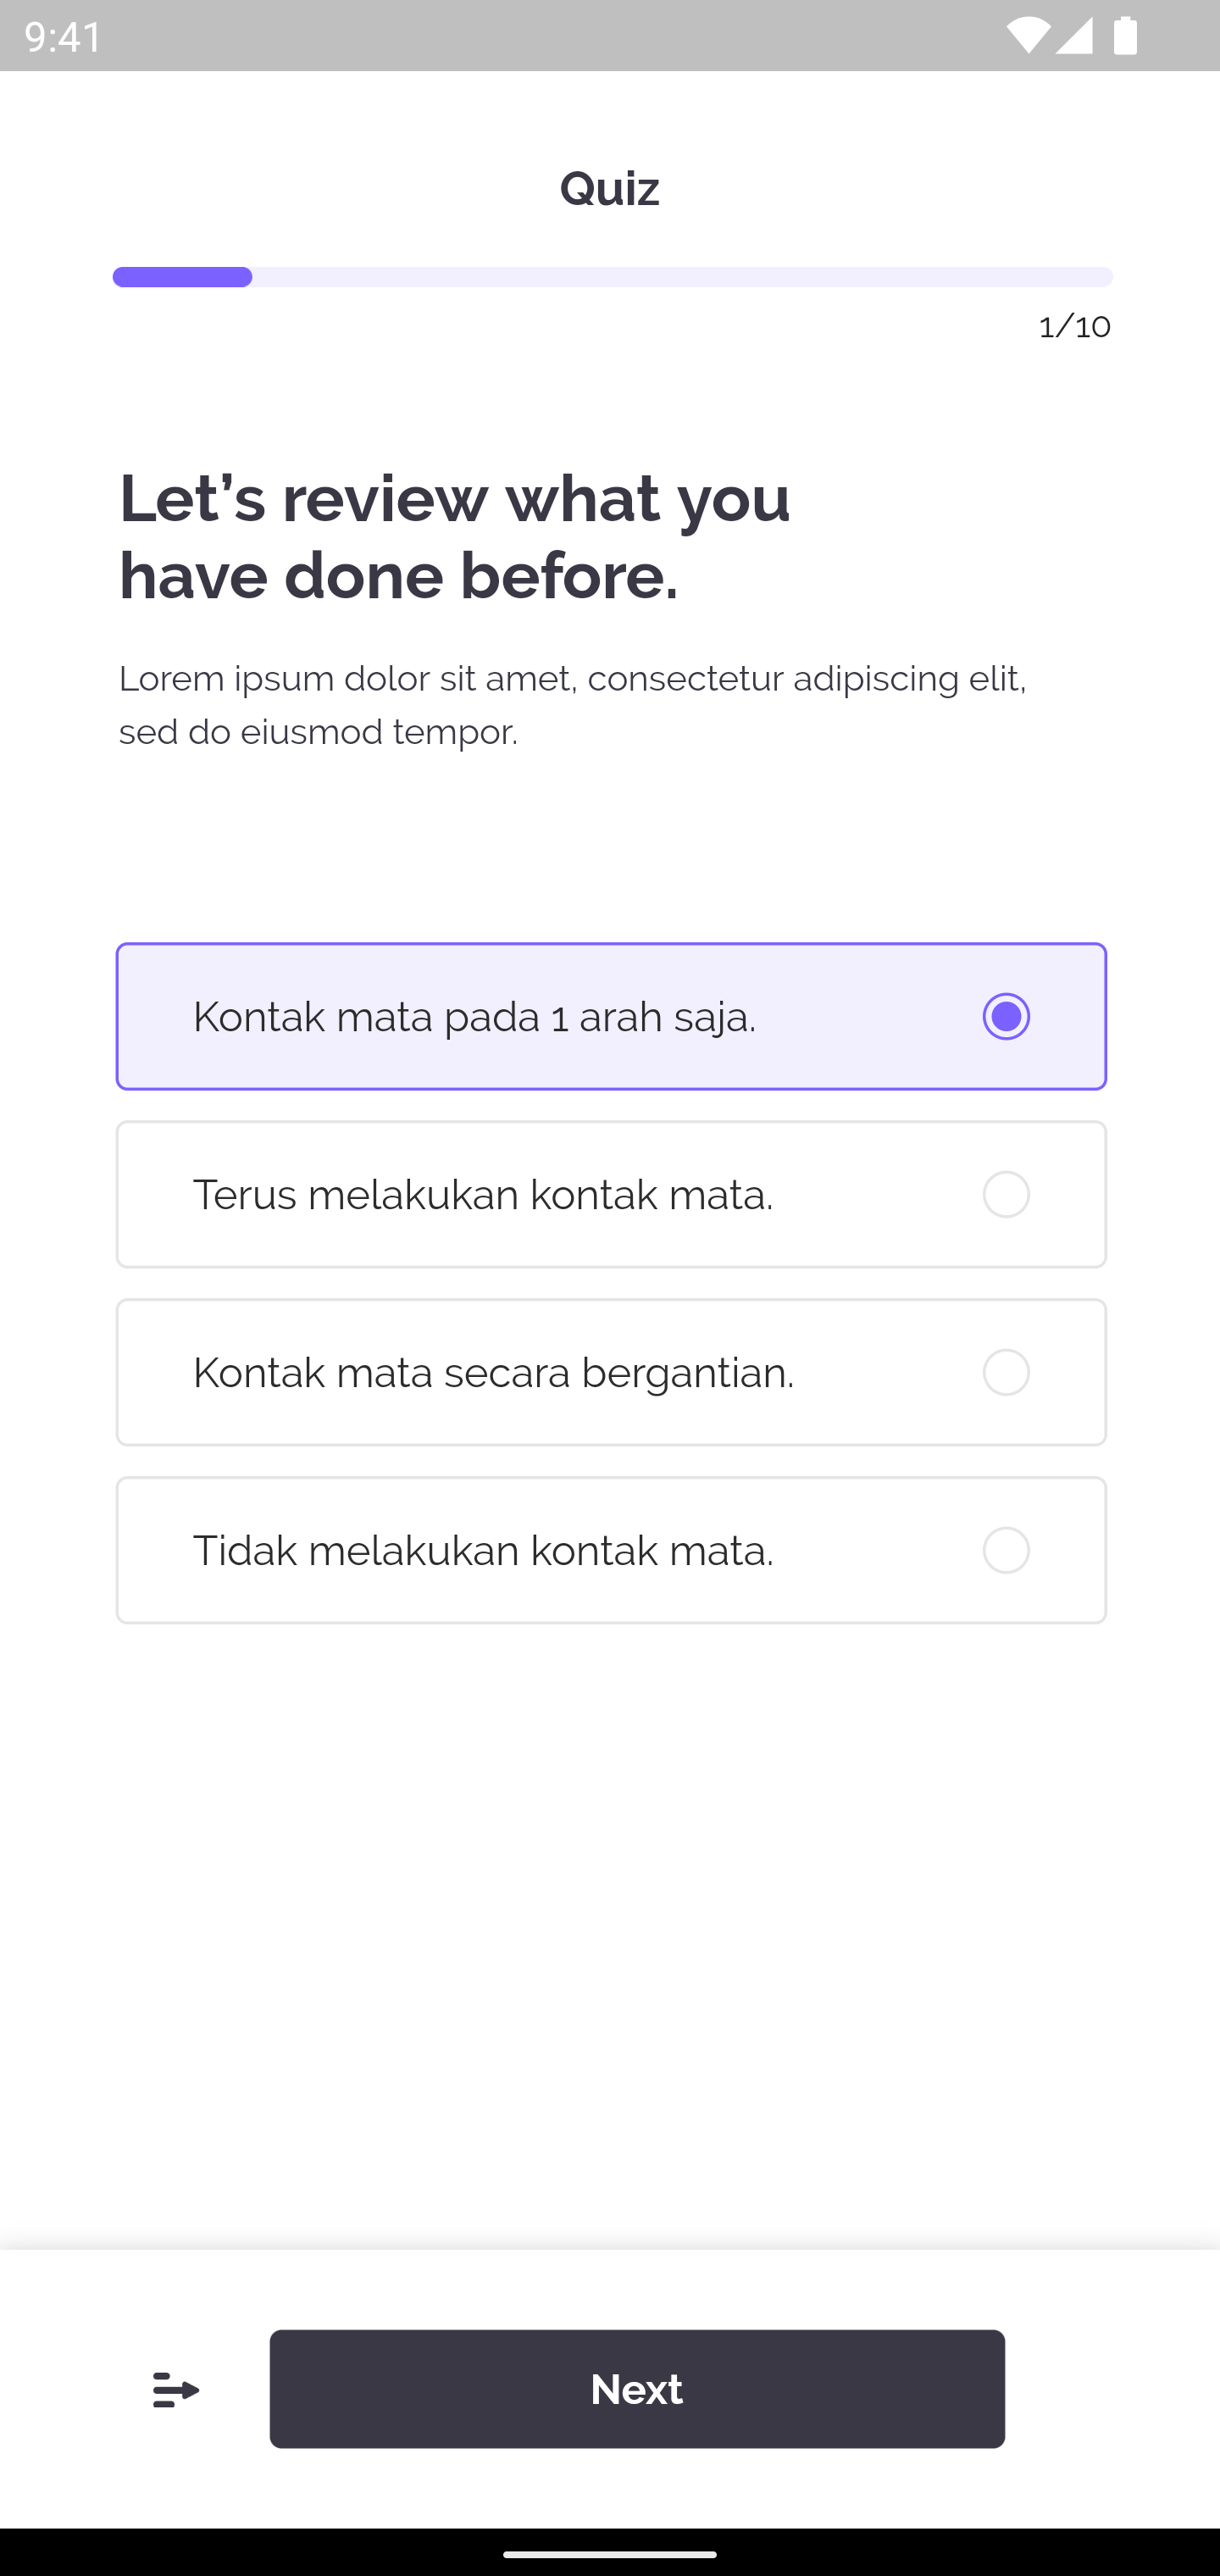 9:41
Quiz
1/10
Let’s review what you
have done before.
Lorem ipsum dolor sit amet, consectetur adipiscing elit,
sed do eiusmod tempor.
Kontak mata pada 1 arah saja.
Terus melakukan kontak mata.
Kontak mata secara bergantian.
Tidak melakukan kontak mata.
Next